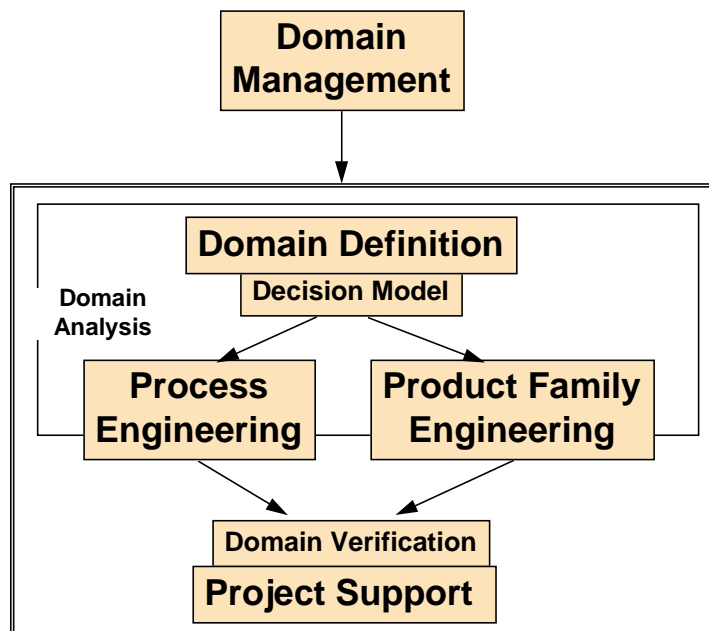 Domain
Management
Domain Definition
Decision Model
Domain
Analysis
Process
Engineering
Product Family
Engineering
Domain Verification
Project Support